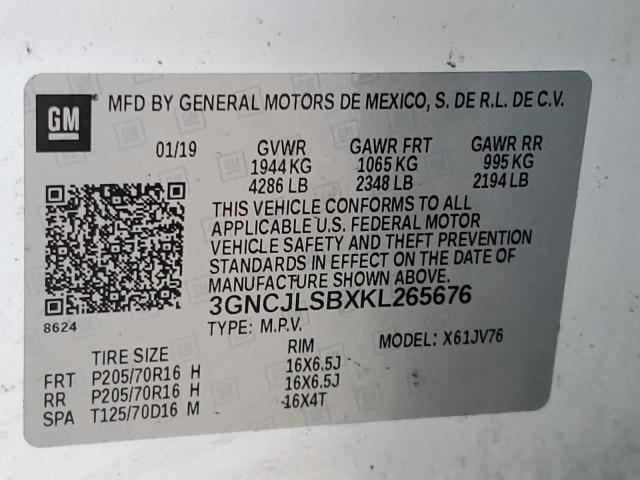 GM ® MFD BY GENERAL MOTORS DE MEXICO, S. DE R.L. DE C.V.
01/19 GVWR GAWR FRT GAWR RR
1944 KG 1065 KG 995 KG
4286 LB 2348 LB 2194 LB
THIS VEHICLE CONFORMS TO ALL
APPLICABLE U.S. FEDERAL MOTOR
VEHICLE SAFETY AND THEFT PREVENTION
STANDARDS IN EFFECT ON THE DATE OF
MANUFACTURE SHOWN ABOVE.
3GNCJLSBXKL265676
8624
TYPE: M.P.V. MODEL: X61JV76
TIRE SIZE RIM
FRT P205/70R16 H 16X6.5J
RR P205/70R16 H 16X6.5J
SPA T125/70D16 M 16X4T